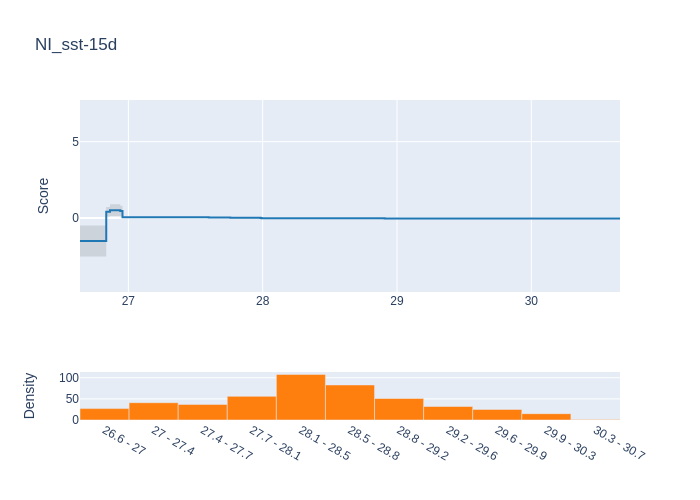 NI_sst-15d
Score
5
0
27
28
29
30
Density
100
50
0
26.6 - 27
27 - 27.4
27.4 - 27.7
27.7 - 28.1
28.1 - 28.5
28.5 - 28.8
28.8 - 29.2
29.2 - 29.6
29.6 - 29.9
29.9 - 30.3
30.3 - 30.7